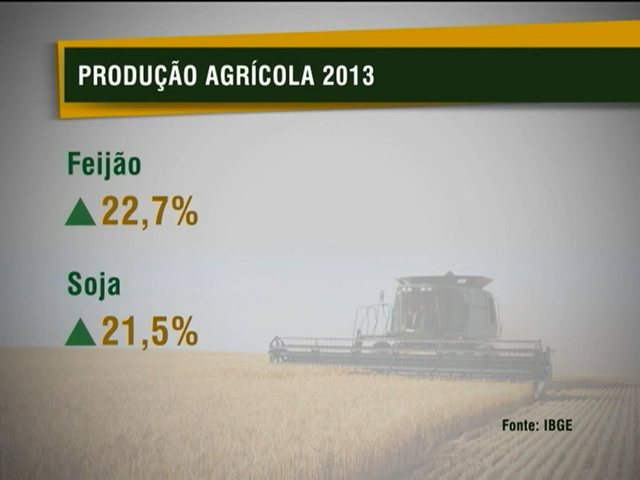 PRODUÇÃO AGRÍCOLA 2013
Feijão
▲22,7%
Soja
▲21,5%
Fonte: IBGE